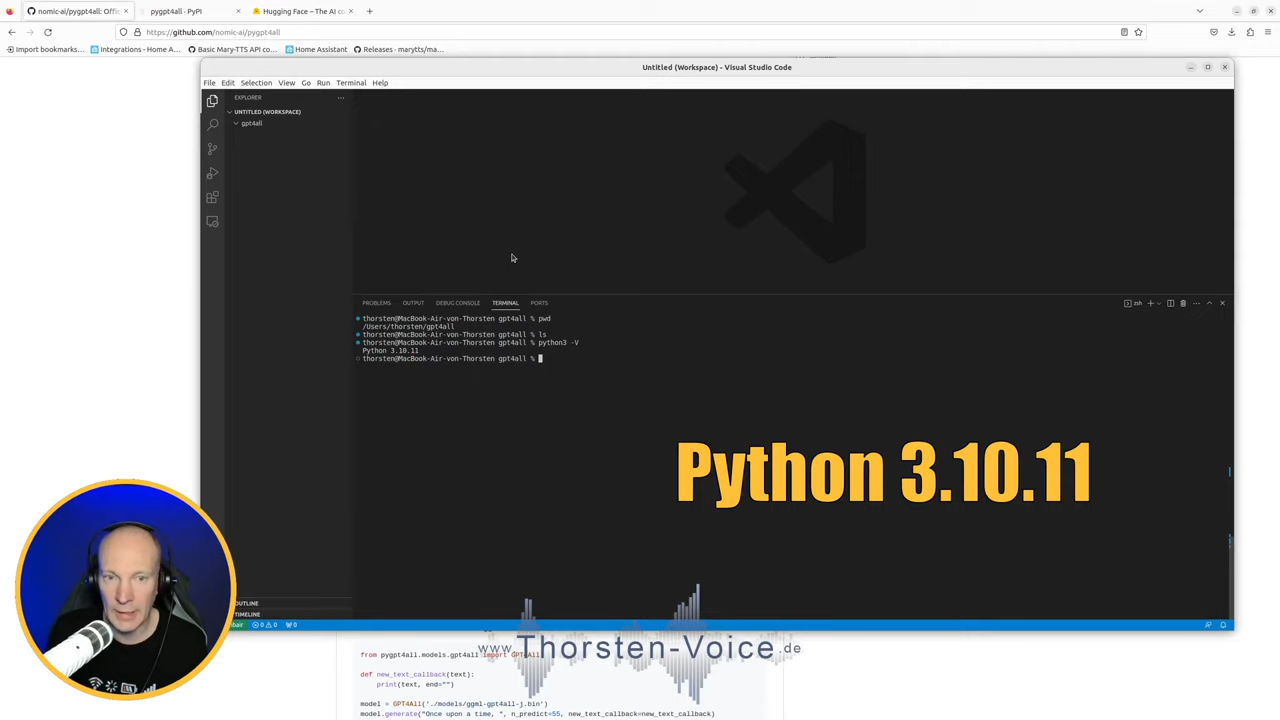 nomic-ai/pygpt4all: Offic
pygpt4all · PyPI
Hugging Face – The AI co
https://github.com/nomic-ai/pygpt4all
Import bookmarks...
Integrations - Home A...
Basic Mary-TTS API co...
Home Assistant
Releases · marytts/ma...
Untitled (Workspace) - Visual Studio Code
File Edit Selection View Go Run Terminal Help
EXPLORER
UNTITLED (WORKSPACE)
gpt4all
PROBLEMS OUTPUT DEBUG CONSOLE TERMINAL PORTS
zsh
thorsten@MacBook-Air-von-Thorsten gpt4all % pwd
/Users/thorsten/gpt4all
thorsten@MacBook-Air-von-Thorsten gpt4all % ls
thorsten@MacBook-Air-von-Thorsten gpt4all % python3 -V
Python 3.10.11
thorsten@MacBook-Air-von-Thorsten gpt4all %
Python 3.10.11
OUTLINE
TIMELINE
0 0 0
www.Thorsten-Voice.de
from pygpt4all.models.gpt4all import GPT4All
def new_text_callback(text):
print(text, end="")
model = GPT4All('./models/ggml-gpt4all-j.bin')
model.generate("Once upon a time, ", n_predict=55, new_text_callback=new_text_callback)